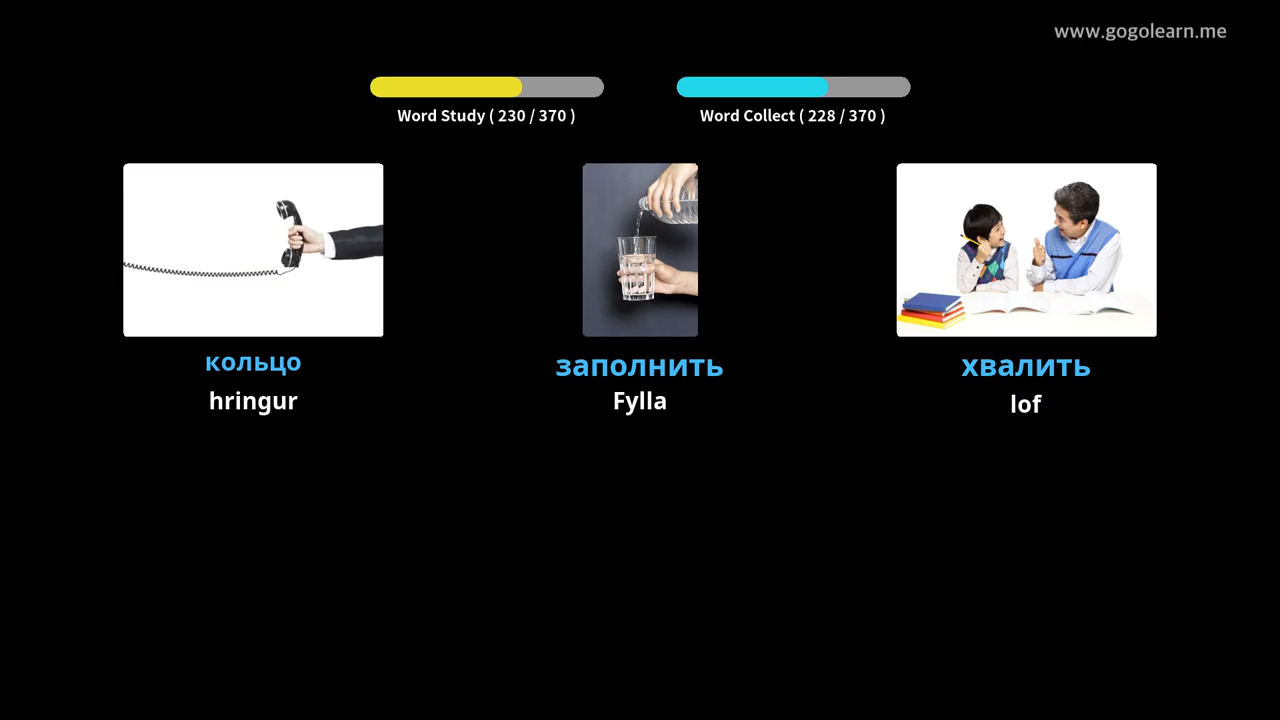 www.gogolearn.me
Word Study ( 230 / 370 )
Word Collect ( 228 / 370 )
кольцо
hringur
заполнить
Fylla
хвалить
lof